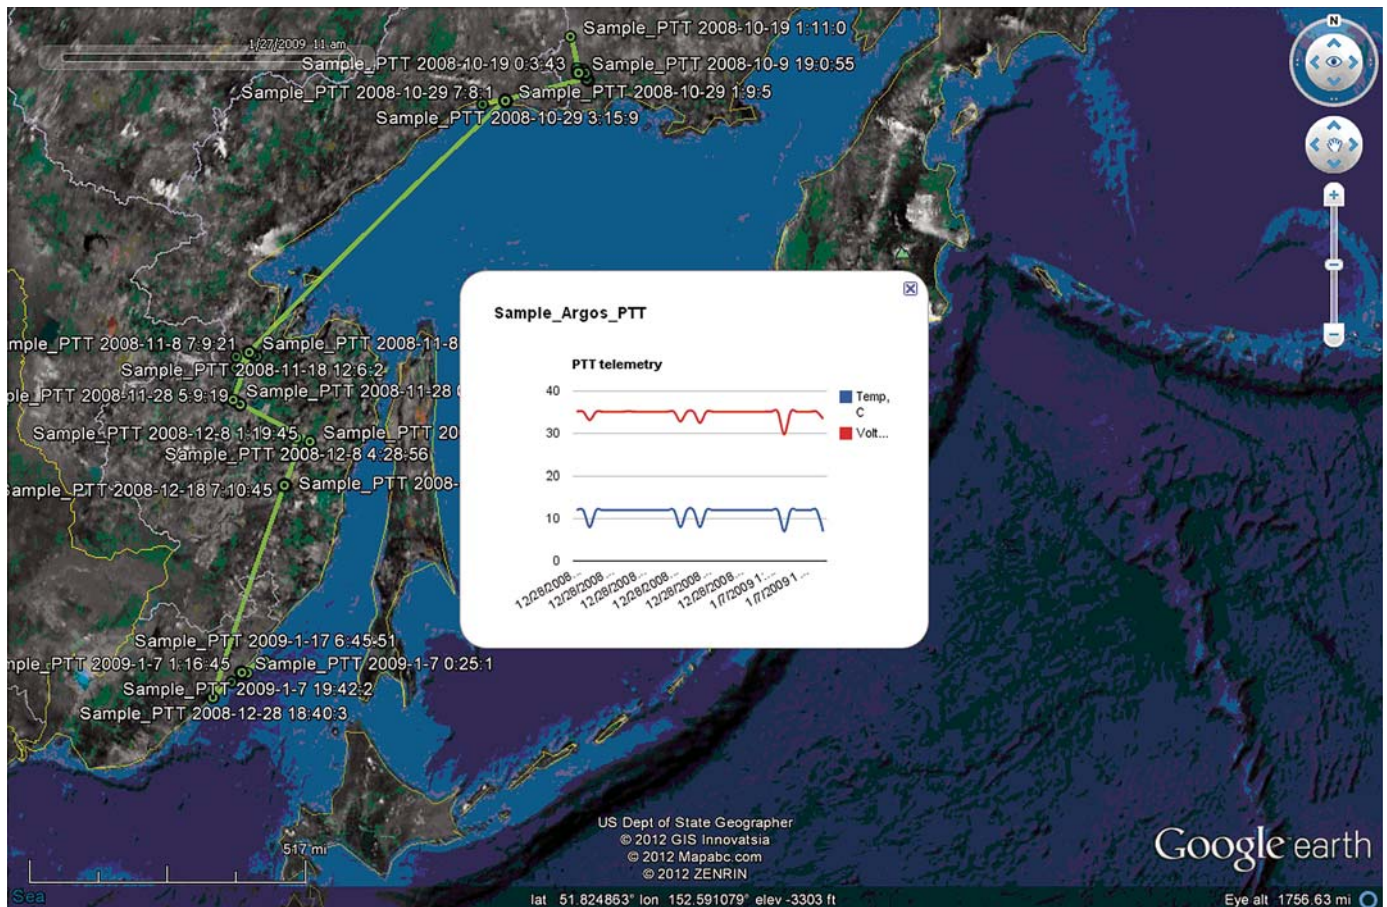 N
1/27/2009 11 am
Sample_PTT 2008-10-19 1:11:0
Sample_PTT 2008-10-19 0:3:43
Sample_PTT 2008-10-9 19:0:55
Sample_PTT 2008-10-29 7:8:1
Sample_PTT 2008-10-29 1:9:5
Sample_PTT 2008-10-29 3:15:9
Sample_Argos_PTT
PTT telemetry
40
30
20
10
0
Temp,
C
Volt...
12/28/2008...
12/28/2008...
12/28/2008...
12/28/2008...
12/28/2008...
12/28/2008...
1/7/2009 1...
1/7/2009 1...
mple_PTT 2008-11-8 7:9:21
Sample_PTT 2008-11-8
Sample_PTT 2008-11-18 12:6:2
ple_PTT 2008-11-28 5:9:19
Sample_PTT 2008-11-28
Sample_PTT 2008-12-8 1:19:45
Sample_PTT 20
Sample_PTT 2008-12-8 4:28:56
Sample_PTT 2008-12-18 7:10:45
Sample_PTT 2008-
Sample_PTT 2009-1-17 6:45:51
mple_PTT 2009-1-7 1:16:45
Sample_PTT 2009-1-7 0:25:1
Sample_PTT 2009-1-7 19:42:2
Sample_PTT 2008-12-28 18:40:3
US Dept of State Geographer
© 2012 GIS Innovatsia
© 2012 Mapabc.com
© 2012 ZENRIN
Google earth
517 mi
Sea
lat 51.824863° lon 152.591079° elev -3303 ft
Eye alt 1756.63 mi